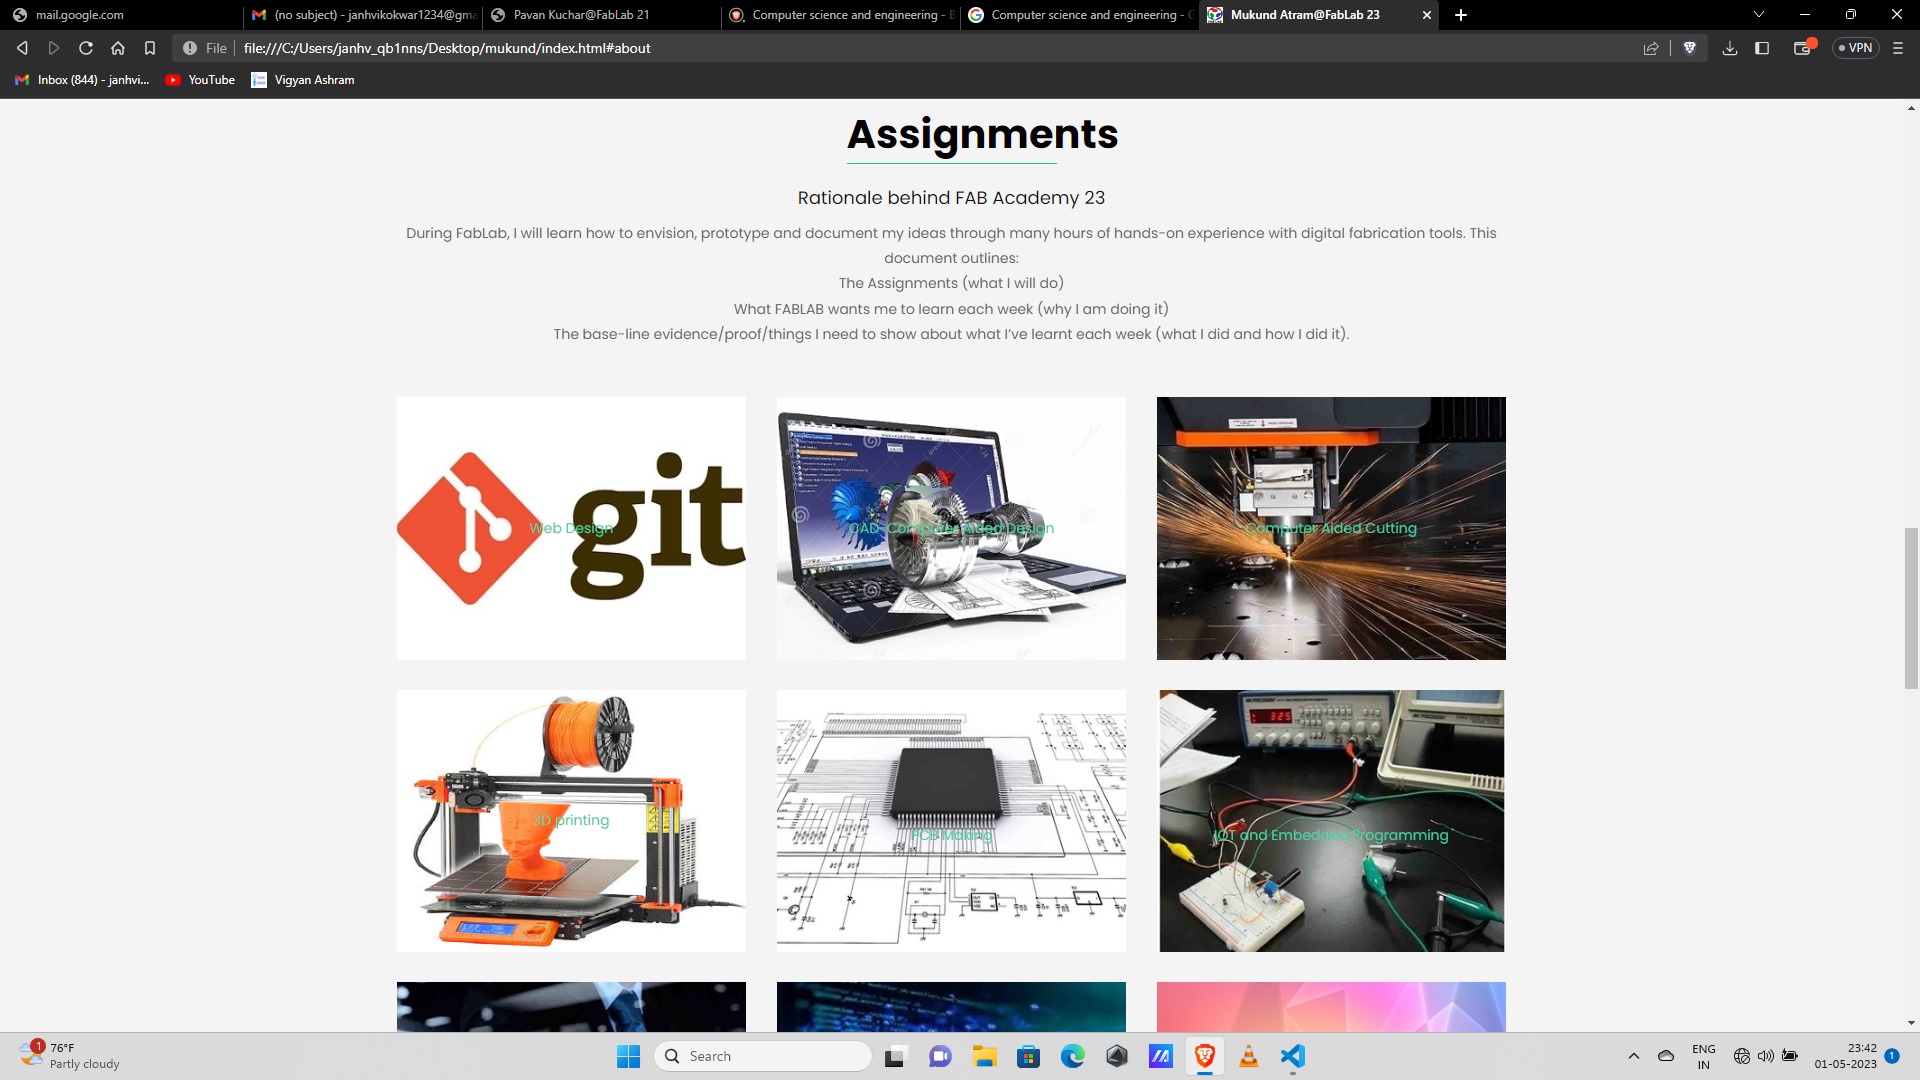 mail.google.com
(no subject) - janhvikokwar1234@gma
Pavan Kuchar@FabLab 21
Computer science and engineering - B
Computer science and engineering - G
Mukund Atram@FabLab 23
File
file:///C:/Users/janhv_qb1nns/Desktop/mukund/index.html#about
VPN
Inbox (844) - janhvi...
YouTube
Vigyan Ashram
Assignments
Rationale behind FAB Academy 23
During FabLab, I will learn how to envision, prototype and document my ideas through many hours of hands-on experience with digital fabrication tools. This
document outlines:
The Assignments (what I will do)
What FABLAB wants me to learn each week (why I am doing it)
The base-line evidence/proof/things I need to show about what I've learnt each week (what I did and how I did it).
git
Web Design
CAD-Computer Aided Design
Computer Aided Cutting
3D printing
PCB Making
325
IOT and Embedded Programming
1
76°F
Partly cloudy
Search
ENG
IN
23:42
01-05-2023
1